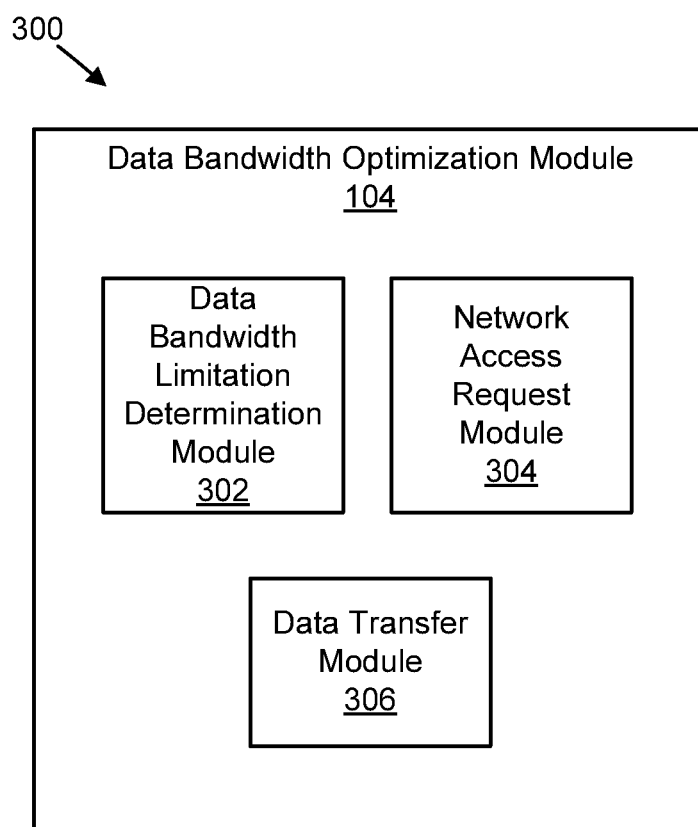 300
Data Bandwidth Optimization Module
104
Data
Bandwidth
Limitation
Determination
Module
302
Network
Access
Request
Module
304
Data Transfer
Module
306